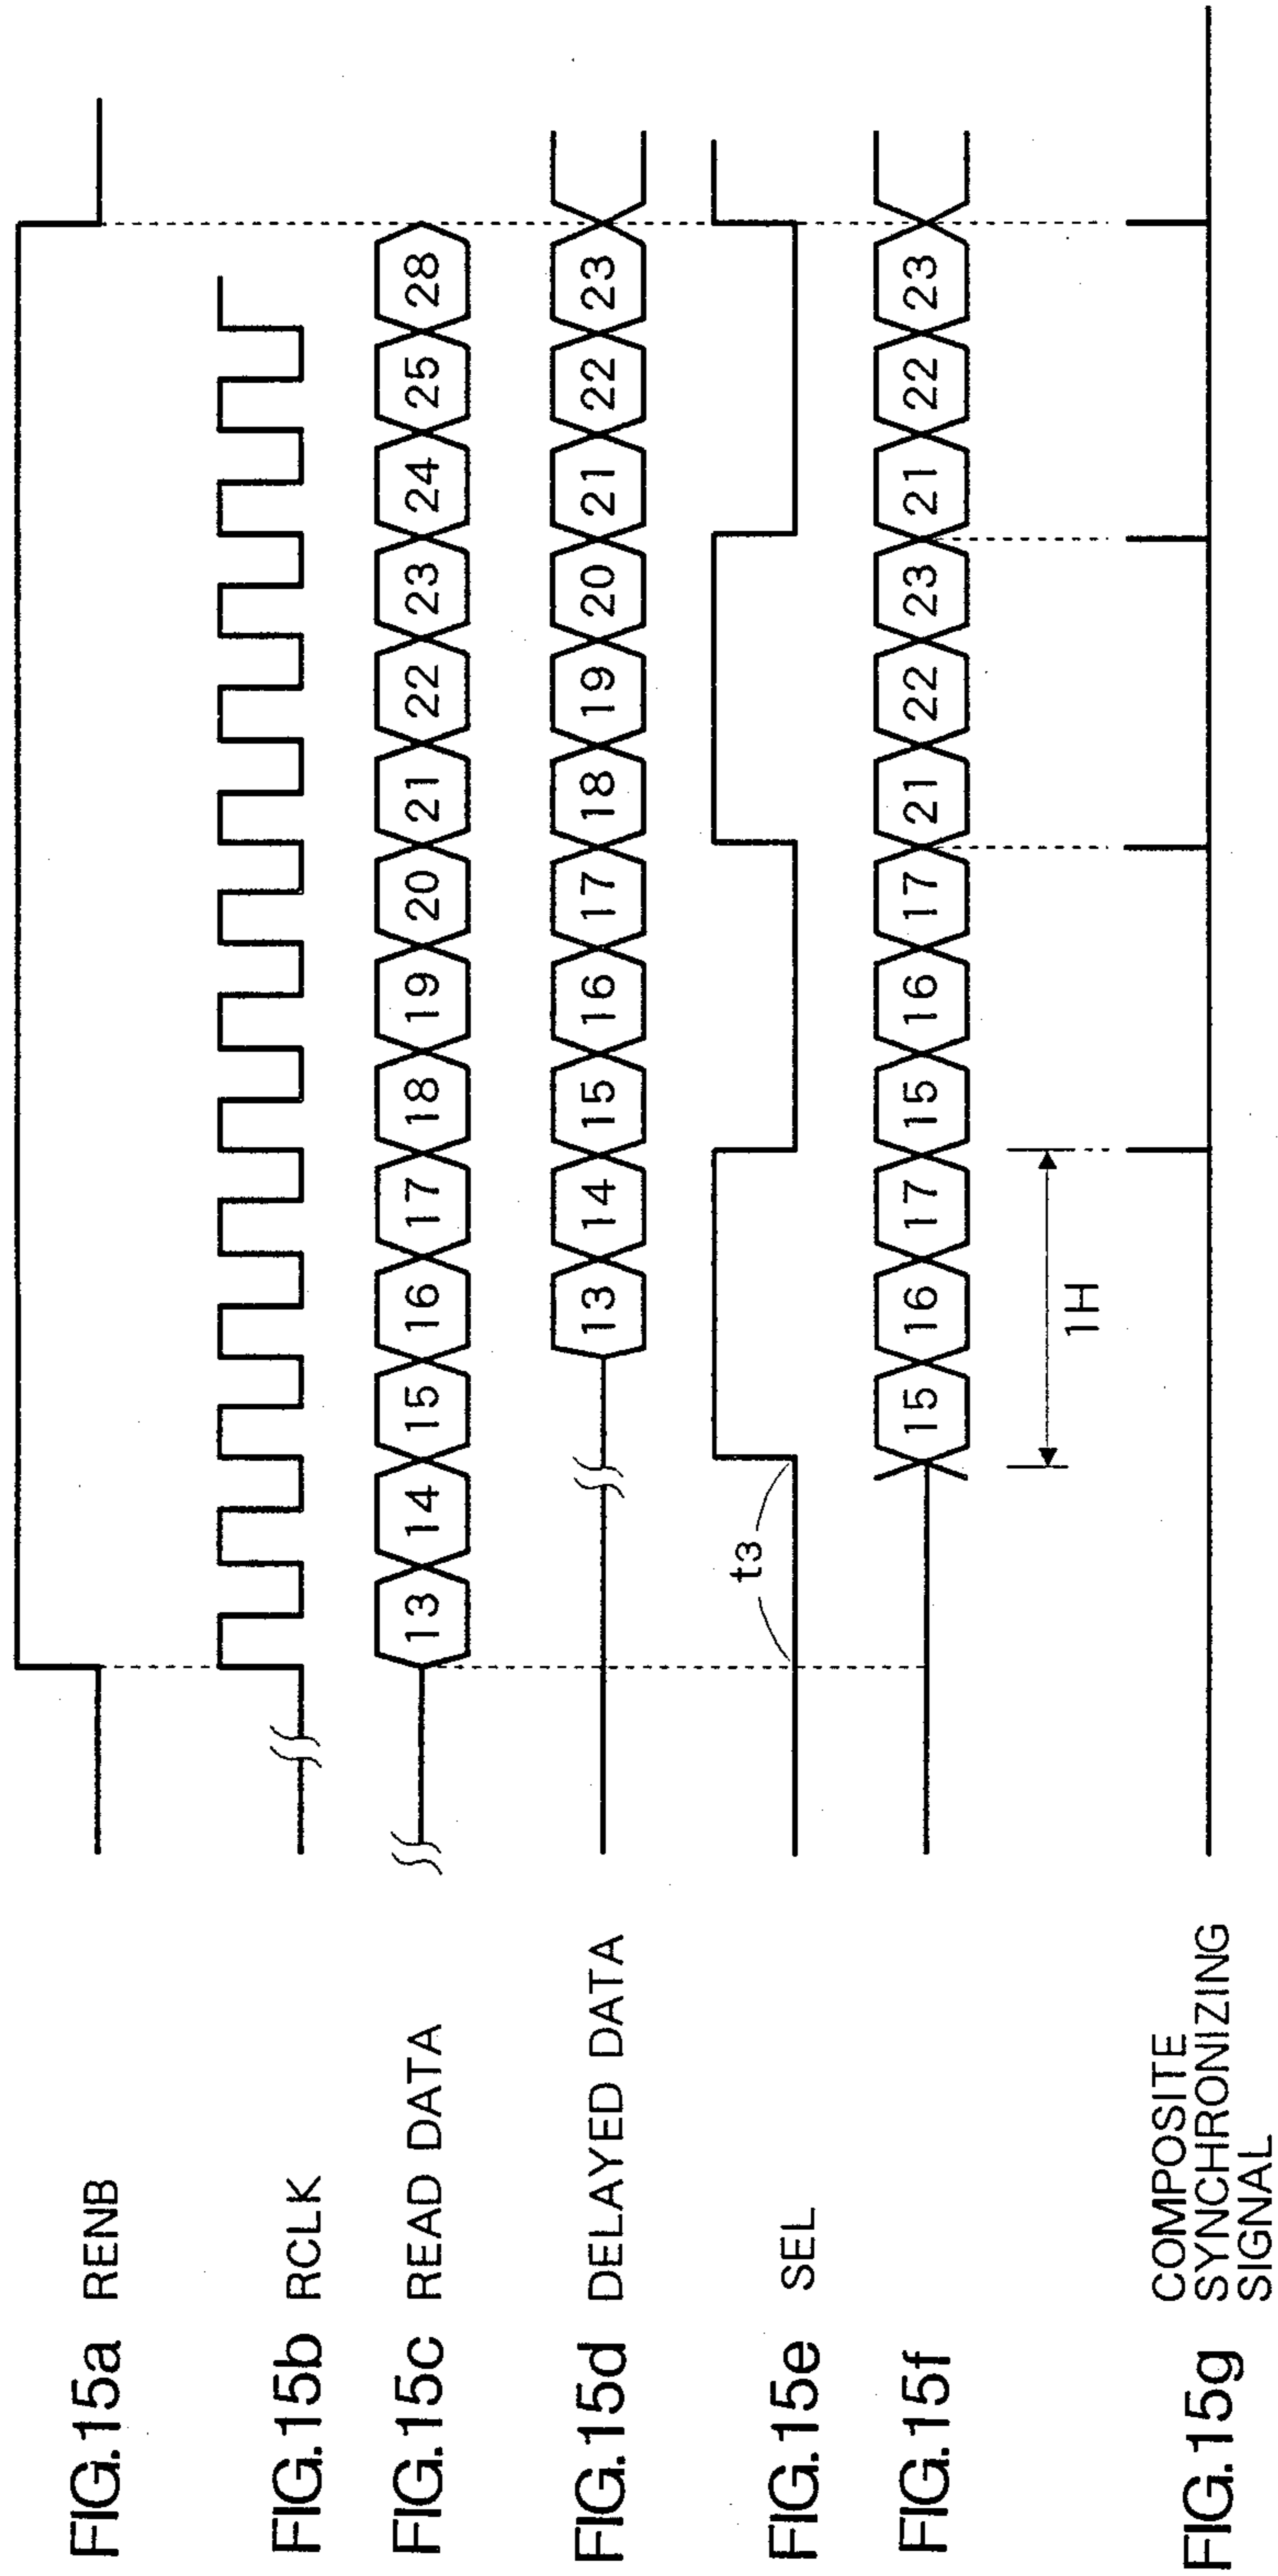 FIG.15a RENB
FIG.15b RCLK
FIG.15c READ DATA
13 14 15 16 17 18 19 20 21 22 23 24 25 28
FIG.15d DELAYED DATA
13 14 15 16 17 18 19 20 21 22 23
FIG.15e SEL
t3
FIG.15f
15 16 17 15 16 17 21 22 23 21 22 23
1H
FIG.15g COMPOSITE
SYNCHRONIZING
SIGNAL